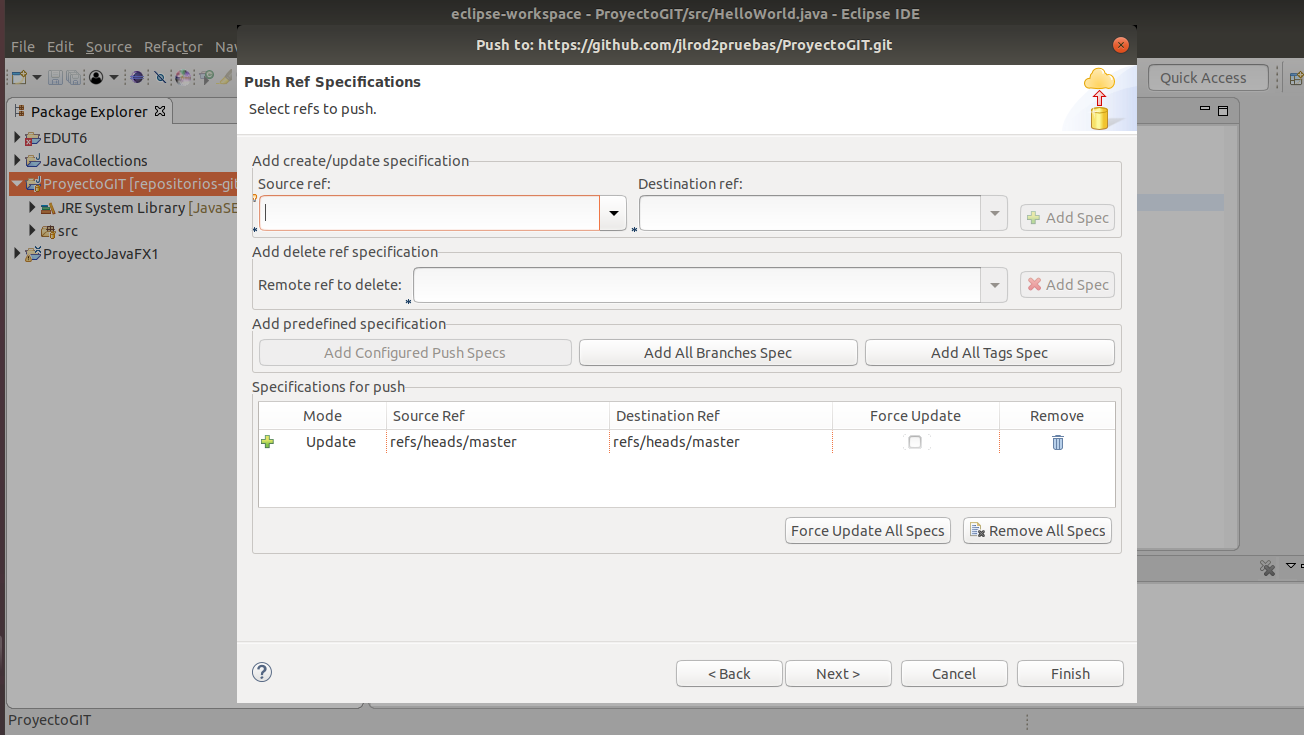 eclipse-workspace - ProyectoGIT/src/HelloWorld.java - Eclipse IDE
File Edit Source Refactor Nav
Push to: https://github.com/jlrod2pruebas/ProyectoGIT.git
Quick Access
Push Ref Specifications
Select refs to push.
Package Explorer
EDUT6
JavaCollections
ProyectoGIT [repositorios-git
JRE System Library [JavaSE
src
ProyectoJavaFX1
Add create/update specification
Source ref: Destination ref:
Add Spec
Add delete ref specification
Remote ref to delete: Add Spec
Add predefined specification
Add Configured Push Specs Add All Branches Spec Add All Tags Spec
Specifications for push
Mode Source Ref Destination Ref Force Update Remove
Update refs/heads/master refs/heads/master
Force Update All Specs Remove All Specs
< Back Next > Cancel Finish
ProyectoGIT